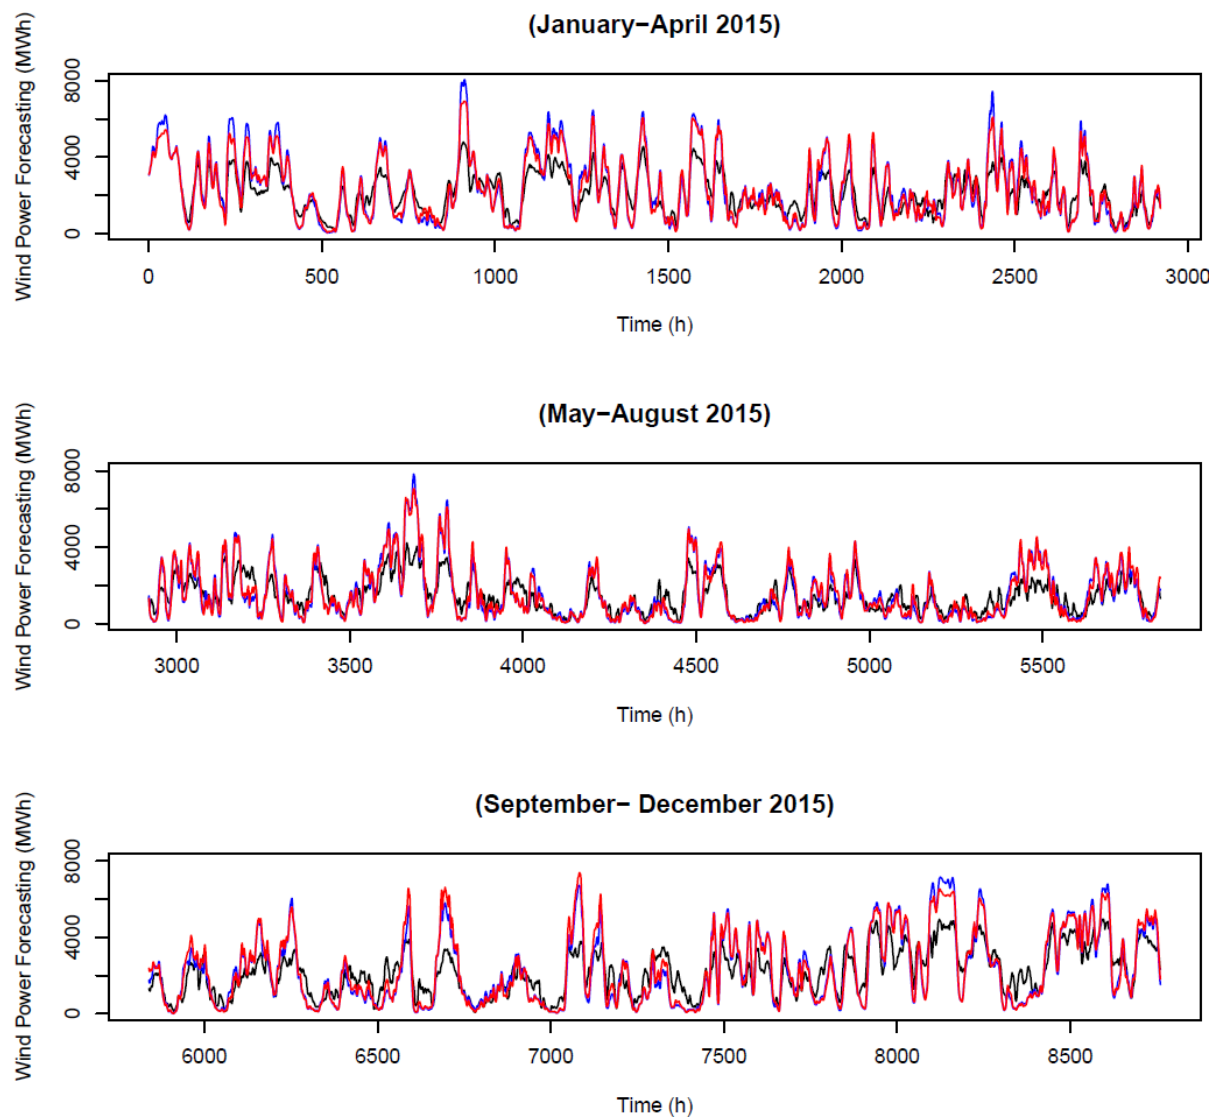 (January−April 2015)
Wind Power Forecasting (MWh)
8000
4000
0
0 500 1000 1500 2000 2500 3000
Time (h)
(May−August 2015)
Wind Power Forecasting (MWh)
8000
4000
0
3000 3500 4000 4500 5000 5500
Time (h)
(September− December 2015)
Wind Power Forecasting (MWh)
8000
4000
0
6000 6500 7000 7500 8000 8500
Time (h)